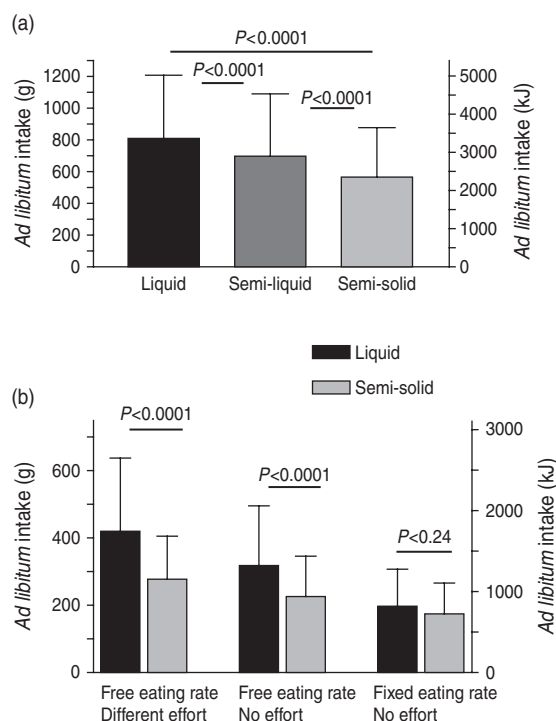 (a)
P<0.0001
P<0.0001
P<0.0001
1200
1000
800
600
400
200
0
Ad libitum intake (g)
5000
4000
3000
2000
1000
0
Ad libitum intake (kJ)
Liquid Semi-liquid Semi-solid
Liquid
Semi-solid
(b)
P<0.0001
P<0.0001
P<0.24
600
400
200
0
Ad libitum intake (g)
3000
2000
1000
0
Ad libitum intake (kJ)
Free eating rate Free eating rate Fixed eating rate
Different effort No effort No effort